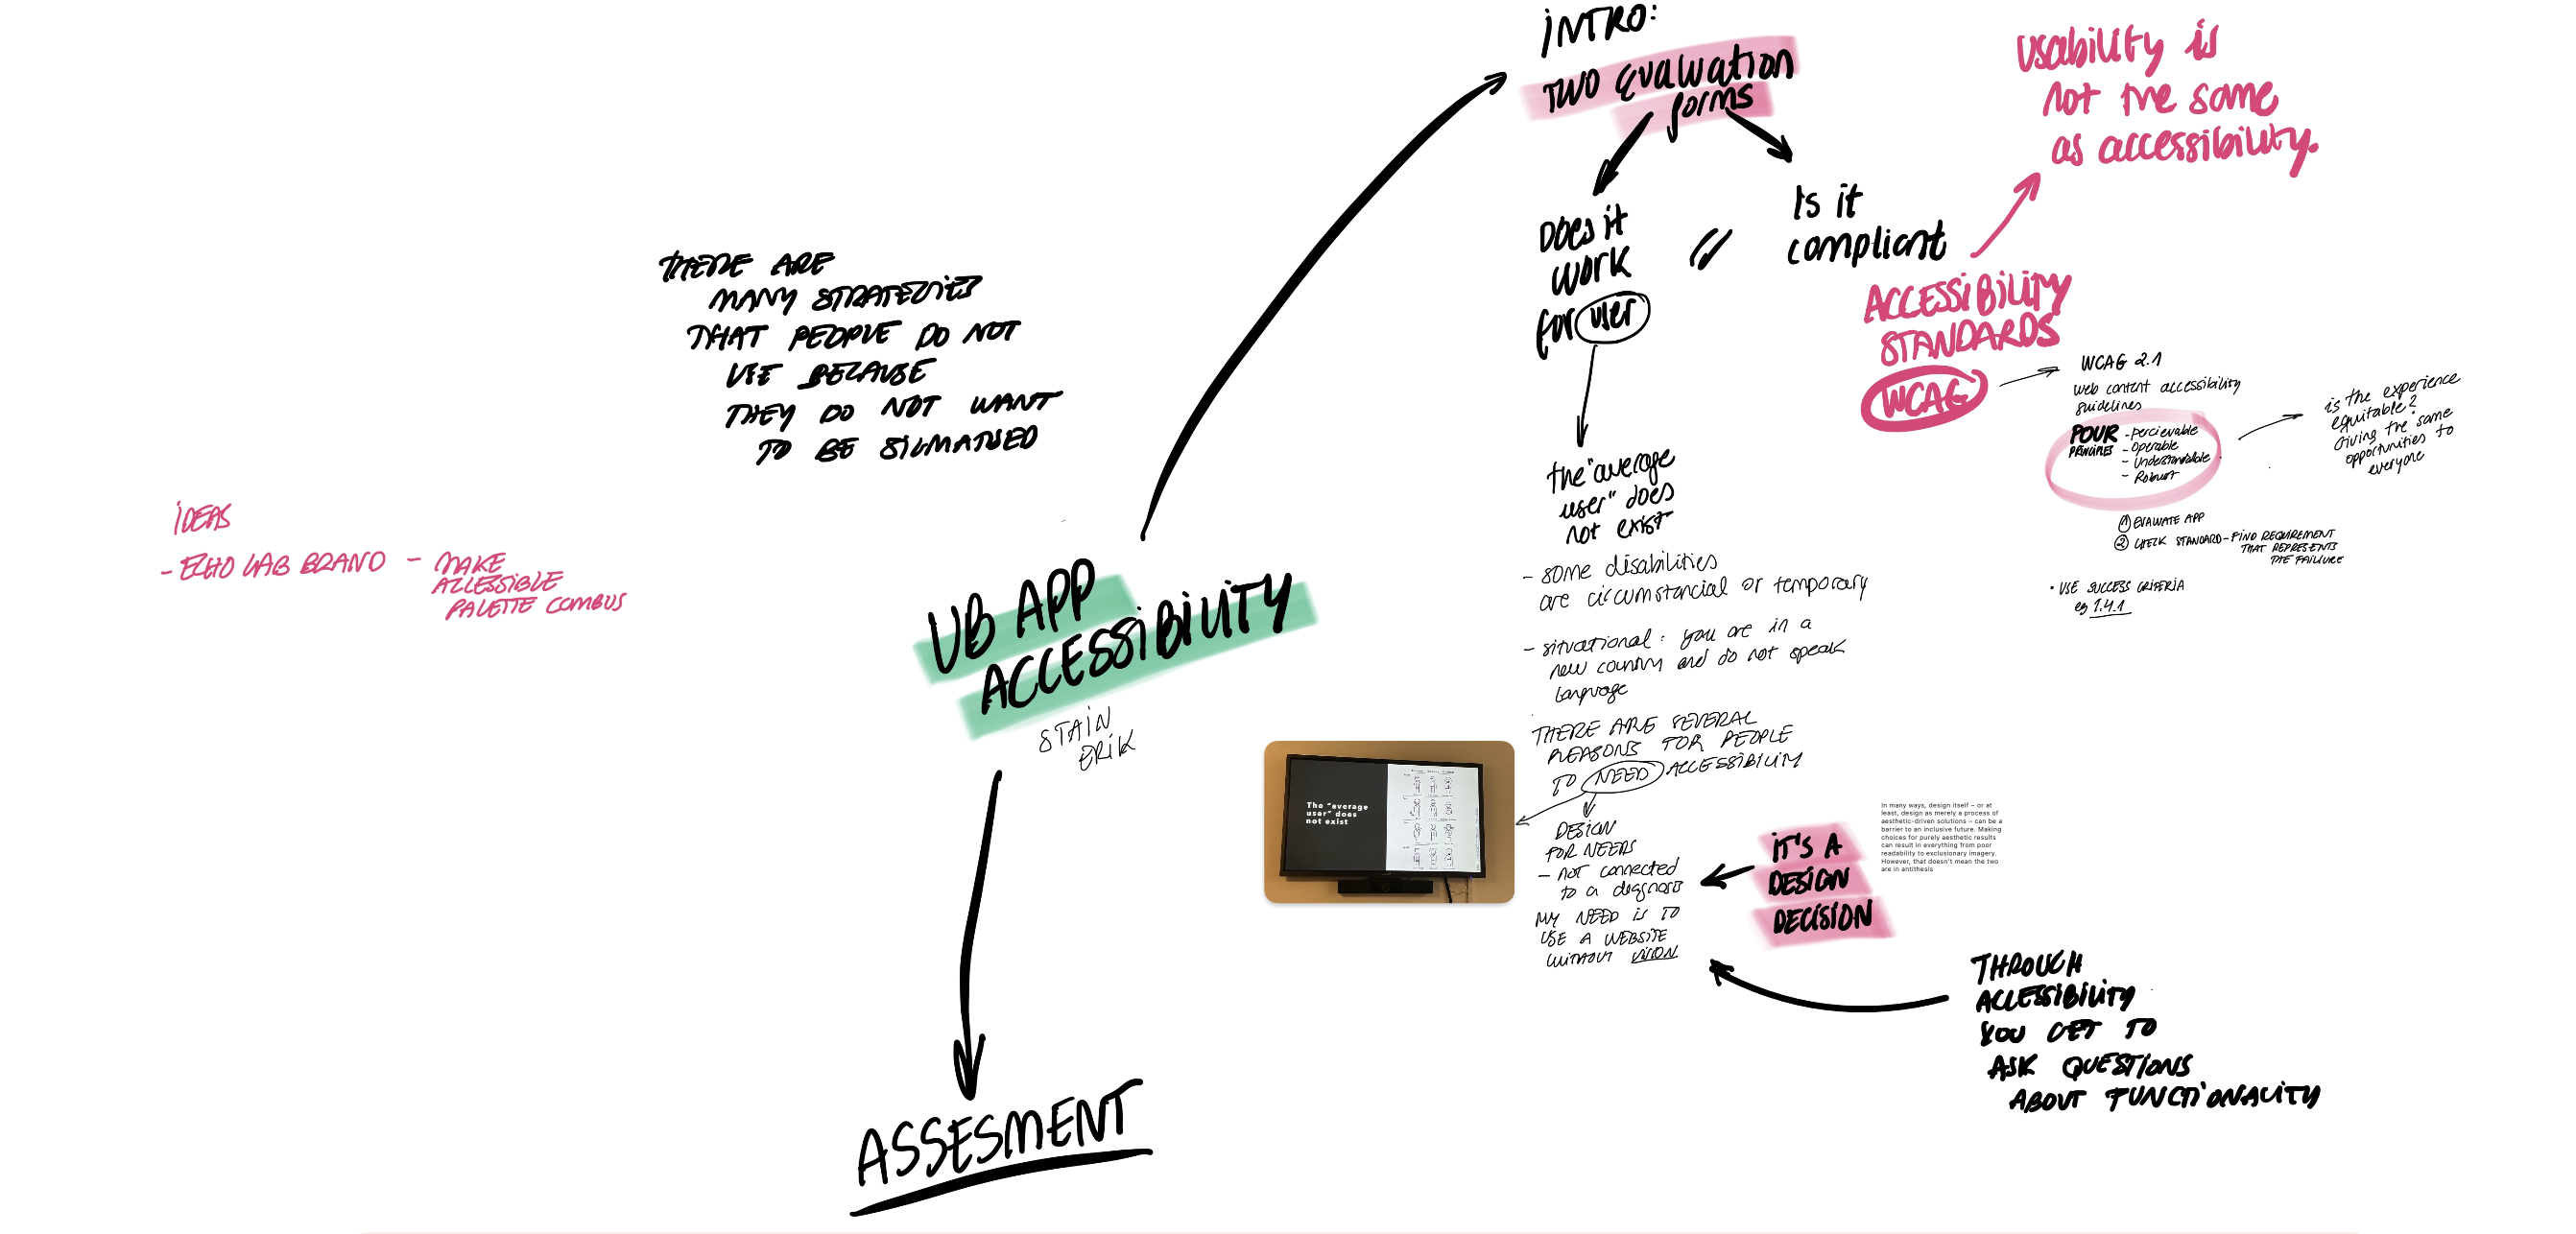 INTRO:
TWO EVALUATION
FORMS
Does it
work
for user
//
Is it
compliant
Usability is
not the same
as accessibility.
ACCESSIBILITY
STANDARDS
WCAG
WCAG 2.1
web content accessibility
guidelines
POUR
PRINCIPLES
- percievable
- operable
- understandable
- Robust
is the experience
equitable?
Giving the same
opportunities to
everyone
1 EVALUATE APP
2 CHECK STANDARD - FIND REQUIREMENT
THAT REPRESENTS
THE FAILURE
• USE SUCCESS CRITERIA
eg 1.4.1
the "average
user" does
not exist
- some disabilities
are circumstancial or temporary
- situational: you are in a
new country and do not speak
language
THERE ARE SEVERAL
REASONS FOR PEOPLE
TO NEED ACCESSIBILITY
DESIGN
FOR NEEDS
- not connected
to a diagnosis
MY NEED IS TO
USE A WEBSITE
WITHOUT VISION
The "average
user" does
not exist
IT'S A
DESIGN
DECISION
In many ways, design itself – or at
least, design as merely a process of
aesthetic-driven solutions – can be a
barrier to an inclusive future. Making
choices for purely aesthetic results
can result in everything from poor
readability to exclusionary imagery.
However, that doesn't mean the two
are in antithesis
THROUGH
ACCESSIBILITY
YOU GET TO
ASK QUESTIONS
ABOUT FUNCTIONALITY
THERE ARE
MANY STRATEGIES
THAT PEOPLE DO NOT
USE BECAUSE
THEY DO NOT WANT
TO BE
IDEAS
- ECHO LAB BRAND - MAKE
ACCESSIBLE
PALETTE COMBUS
UB APP
ACCESSIBILITY
STAIN
ERIK
ASSESMENT